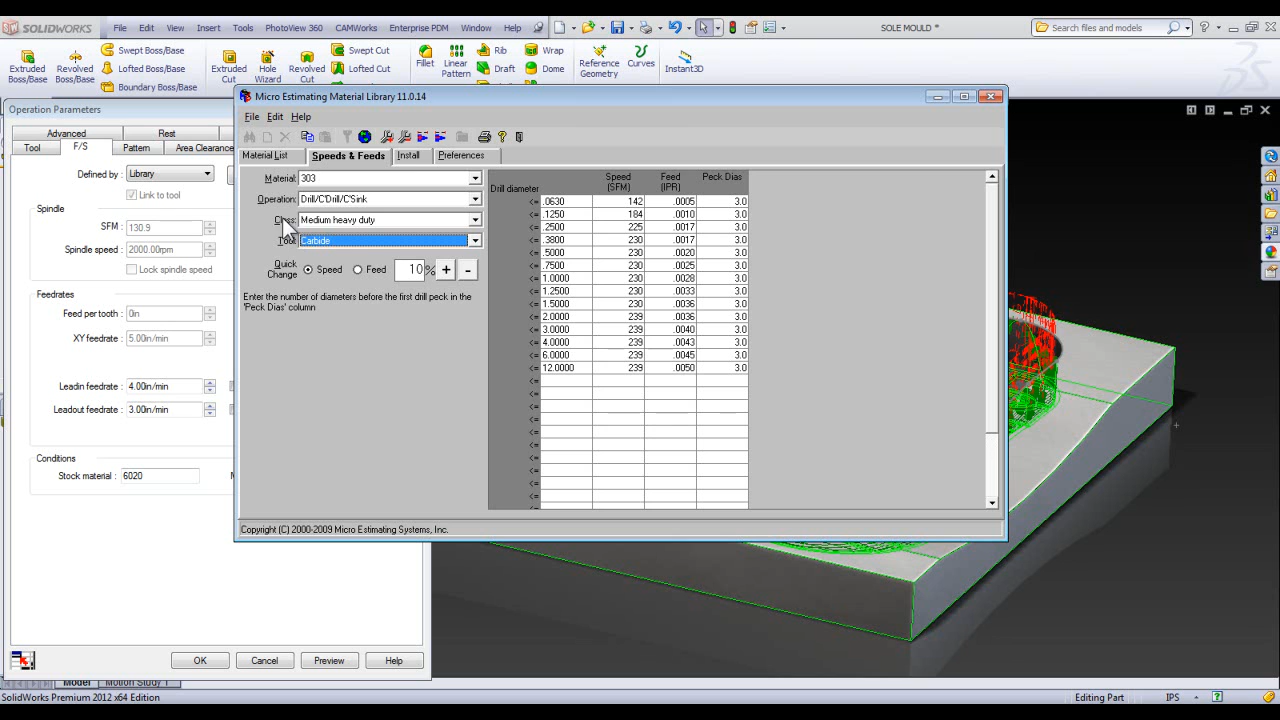 SOLIDWORKS File Edit View Insert Tools PhotoView 360 CAMWorks Enterprise PDM Window Help SOLE MOULD * Search files and models
Extruded Boss/Base
Revolved Boss/Base
Swept Boss/Base
Lofted Boss/Base
Boundary Boss/Base
Extruded Cut
Hole Wizard
Revolved Cut
Swept Cut
Lofted Cut
Fillet
Linear Pattern
Rib
Draft
Wrap
Dome
Reference Geometry
Curves
Instant3D
Operation Parameters
Advanced Rest
Tool F/S Pattern Area Clearance
Defined by : Library
Link to tool
Spindle
SFM : 130.9
Spindle speed : 2000.00rpm
Lock spindle speed
Feedrates
Feed per tooth : 0in
XY feedrate : 5.00in/min
Leadin feedrate : 4.00in/min
Leadout feedrate : 3.00in/min
Conditions
Stock material : 6020
OK Cancel Preview Help
Micro Estimating Material Library 11.0.14
File Edit Help
Material List Speeds & Feeds Install Preferences
Material: 303
Operation: Drill/C'Drill/C'Sink
Medium heavy duty
Carbide
Quick Change Speed Feed 10 % + -
Enter the number of diameters before the first drill peck in the
'Peck Dias' column
Drill diameter Speed (SFM) Feed (IPR) Peck Dias
<= .0630 142 .0005 3.0
<= .1250 184 .0010 3.0
<= .2500 225 .0017 3.0
<= .3800 230 .0017 3.0
<= .5000 230 .0020 3.0
<= .7500 230 .0025 3.0
<= 1.0000 230 .0028 3.0
<= 1.2500 230 .0033 3.0
<= 1.5000 230 .0036 3.0
<= 2.0000 239 .0036 3.0
<= 3.0000 239 .0040 3.0
<= 4.0000 239 .0043 3.0
<= 6.0000 239 .0045 3.0
<= 12.0000 239 .0050 3.0
<=
<=
<=
<=
<=
<=
<=
<=
<=
<=
<=
Copyright (C) 2000-2009 Micro Estimating Systems, Inc.
Model Motion Study 1
SolidWorks Premium 2012 x64 Edition Editing Part IPS